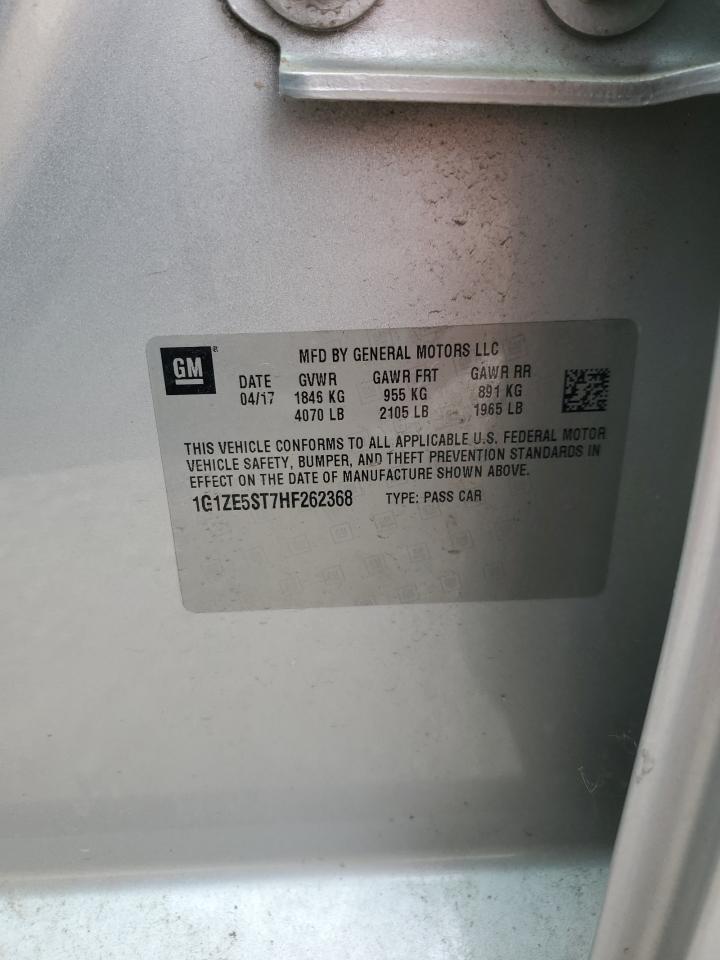 GM®
MFD BY GENERAL MOTORS LLC
DATE GVWR GAWR FRT GAWR RR
04/17 1846 KG 955 KG 891 KG
4070 LB 2105 LB 1965 LB
THIS VEHICLE CONFORMS TO ALL APPLICABLE U.S. FEDERAL MOTOR
VEHICLE SAFETY, BUMPER, AND THEFT PREVENTION STANDARDS IN
EFFECT ON THE DATE OF MANUFACTURE SHOWN ABOVE.
1G1ZE5ST7HF262368 TYPE: PASS CAR